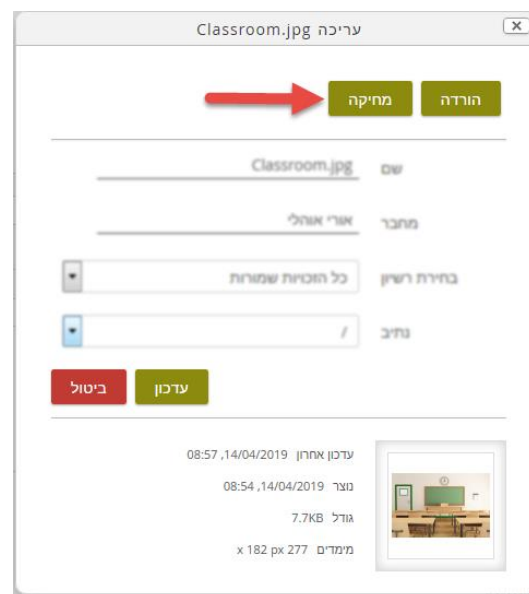 עריכה Classroom.jpg
הורדה מחיקה
שם Classroom.jpg
מחבר אורי אוהלי
בחירת רשיון כל הזכויות שמורות
נתיב /
עדכון ביטול
עדכון אחרון 14/04/2019, 08:57
נוצר 14/04/2019, 08:54
גודל 7.7KB
מימדים 277 x 182 px